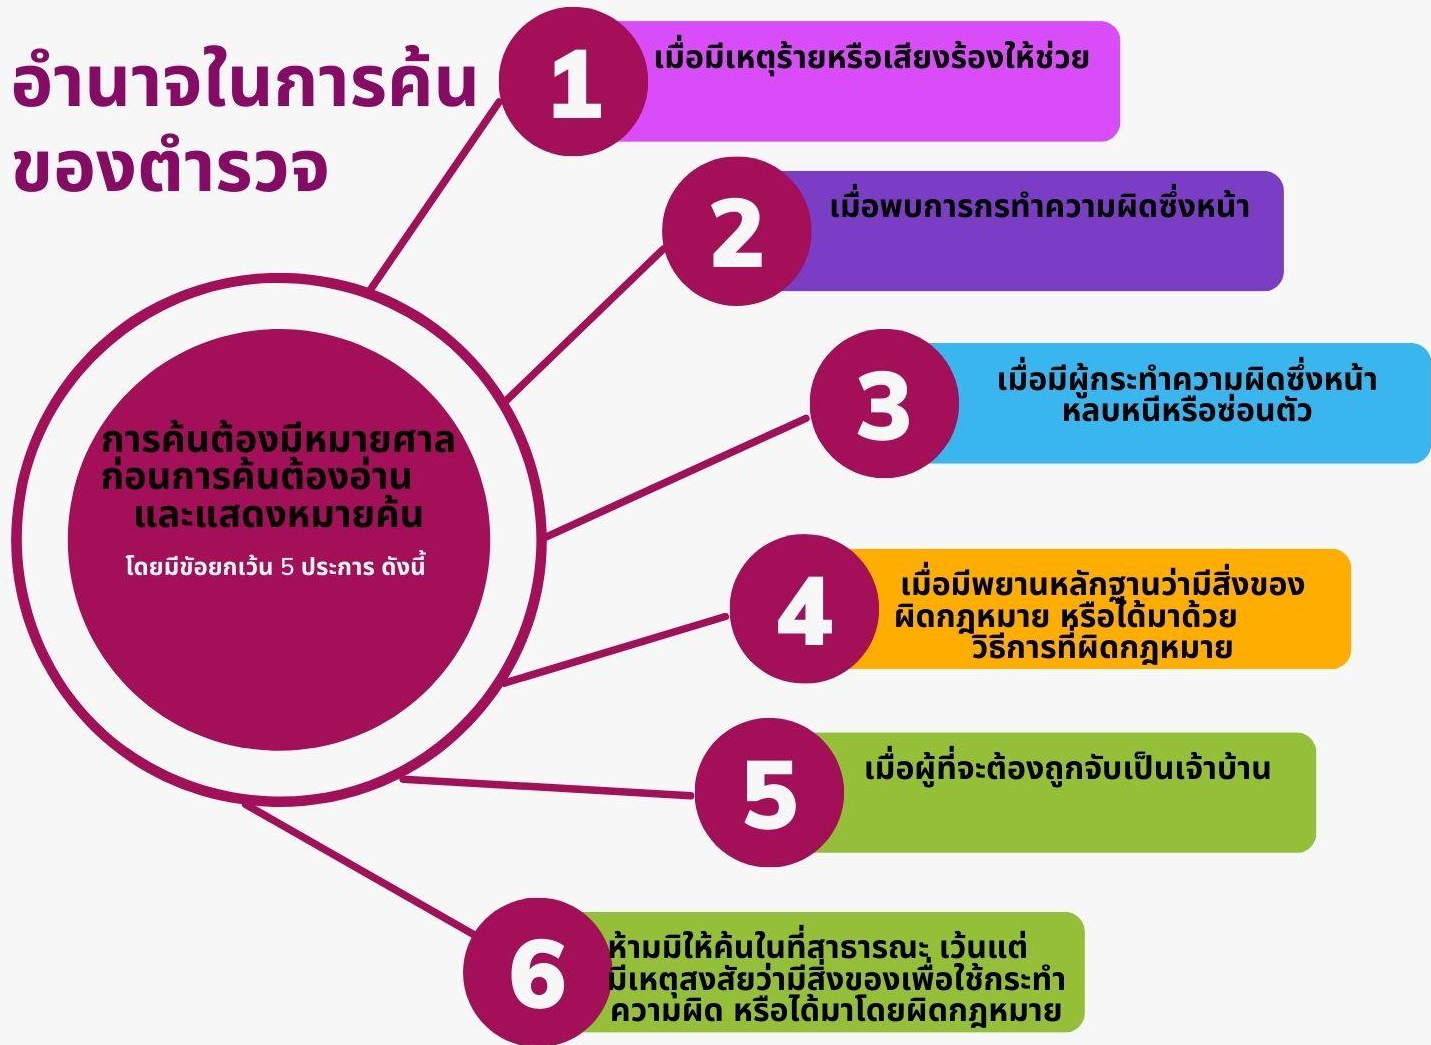 อำนาจในการค้น
ของตำรวจ
1
เมื่อมีเหตุร้ายหรือเสียงร้องให้ช่วย
2
เมื่อพบการกรทำความผิดซึ่งหน้า
3
เมื่อมีผู้กระทำความผิดซึ่งหน้า
หลบหนีหรือซ่อนตัว
การค้นต้องมีหมายศาล
ก่อนการค้นต้องอ่าน
และแสดงหมายค้น
โดยมีข้อยกเว้น 5 ประการ ดังนี้
4
เมื่อมีพยานหลักฐานว่ามีสิ่งของ
ผิดกฎหมาย หรือได้มาด้วย
วิธีการที่ผิดกฎหมาย
5
เมื่อผู้ที่จะต้องถูกจับเป็นเจ้าบ้าน
6
ห้ามมิให้ค้นในที่สาธารณะ เว้นแต่
มีเหตุสงสัยว่ามีสิ่งของเพื่อใช้กระทำ
ความผิด หรือได้มาโดยผิดกฎหมาย